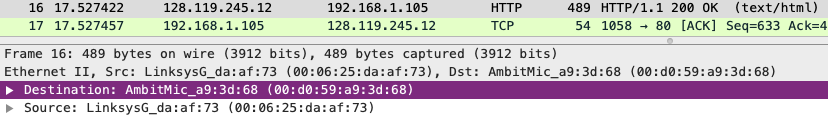 16 17.527422 128.119.245.12 192.168.1.105 HTTP 489 HTTP/1.1 200 OK (text/html)
17 17.527457 192.168.1.105 128.119.245.12 TCP 54 1058 → 80 [ACK] Seq=633 Ack=4
Frame 16: 489 bytes on wire (3912 bits), 489 bytes captured (3912 bits)
Ethernet II, Src: LinksysG_da:af:73 (00:06:25:da:af:73), Dst: AmbitMic_a9:3d:68 (00:d0:59:a9:3d:68)
Destination: AmbitMic_a9:3d:68 (00:d0:59:a9:3d:68)
Source: LinksysG_da:af:73 (00:06:25:da:af:73)